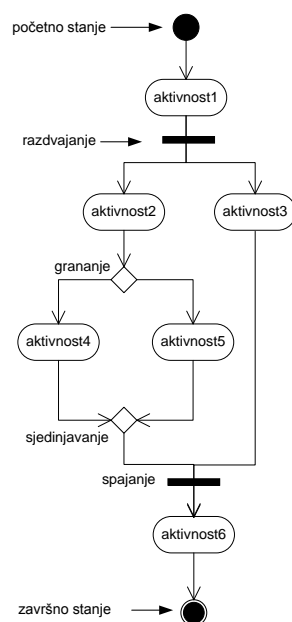 početno stanje
aktivnost1
razdvajanje
aktivnost2
aktivnost3
grananje
aktivnost4
aktivnost5
sjedinjavanje
spajanje
aktivnost6
završno stanje